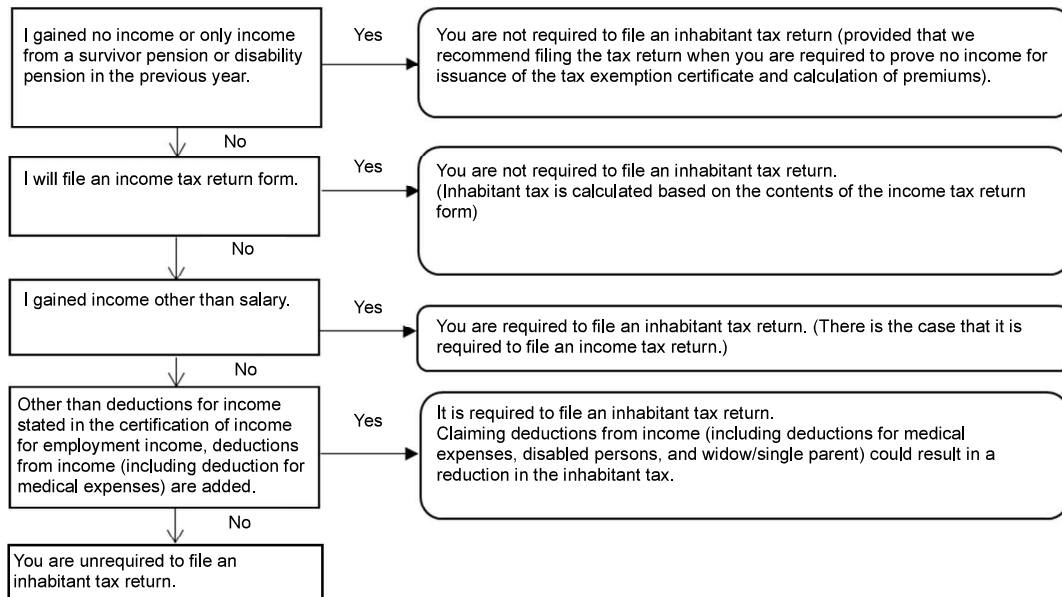 I gained no income or only income
from a survivor pension or disability
pension in the previous year.
Yes
You are not required to file an inhabitant tax return (provided that we
recommend filing the tax return when you are required to prove no income for
issuance of the tax exemption certificate and calculation of premiums).
No
I will file an income tax return form.
Yes
You are not required to file an inhabitant tax return.
(Inhabitant tax is calculated based on the contents of the income tax return
form)
No
I gained income other than salary.
Yes
You are required to file an inhabitant tax return. (There is the case that it is
required to file an income tax return.)
No
Other than deductions for income
stated in the certification of income
for employment income, deductions
from income (including deduction for
medical expenses) are added.
Yes
It is required to file an inhabitant tax return.
Claiming deductions from income (including deductions for medical
expenses, disabled persons, and widow/single parent) could result in a
reduction in the inhabitant tax.
No
You are unrequired to file an
inhabitant tax return.